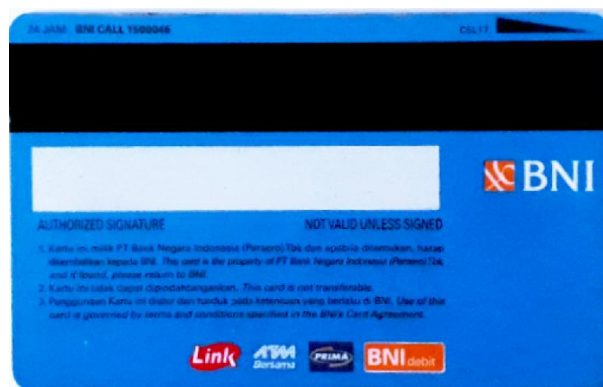 24 JAM BNI CALL 1500046
CEL17
BNI
AUTHORIZED SIGNATURE NOT VALID UNLESS SIGNED
1. Kartu ini milik PT Bank Negara Indonesia (Persero) Tbk dan apabila ditemukan, harap
dikembalikan kepada BNI. This card is the property of PT Bank Negara Indonesia (Persero) Tbk,
and if found, please return to BNI.
2. Kartu ini tidak dapat dipindahtangankan. This card is not transferable.
3. Penggunaan Kartu ini diatur dan tunduk pada ketentuan yang berlaku di BNI. Use of this
card is governed by terms and conditions specified in the BNI's Card Agreement.
Link ATM Bersama PRIMA BNI debit